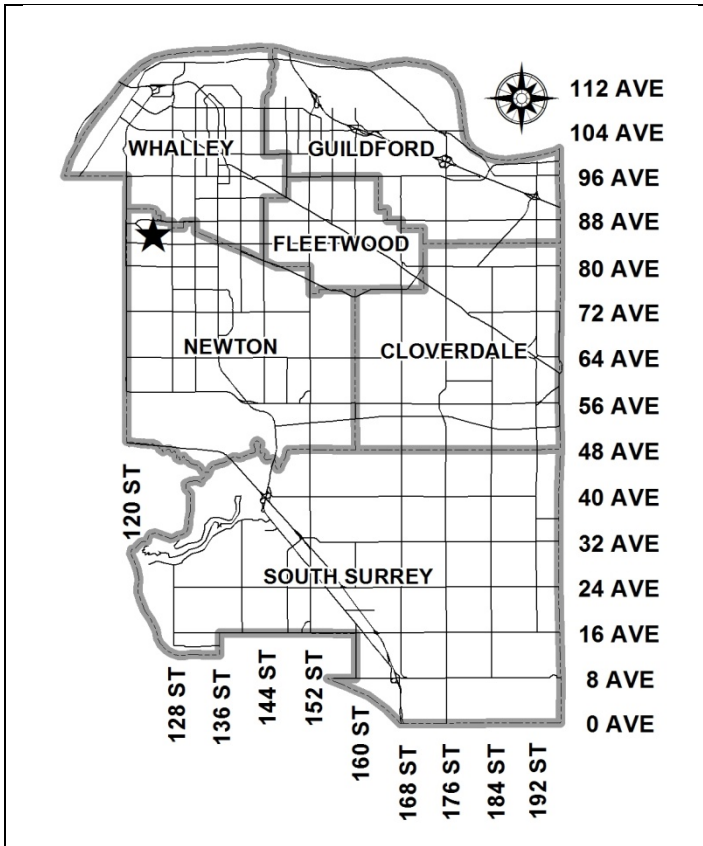 112 AVE
104 AVE
WHALLEY
GUILDFORD
96 AVE
88 AVE
FLEETWOOD
80 AVE
72 AVE
NEWTON
CLOVERDALE
64 AVE
56 AVE
48 AVE
120 ST
40 AVE
32 AVE
SOUTH SURREY
24 AVE
16 AVE
8 AVE
0 AVE
128 ST
136 ST
144 ST
152 ST
160 ST
168 ST
176 ST
184 ST
192 ST